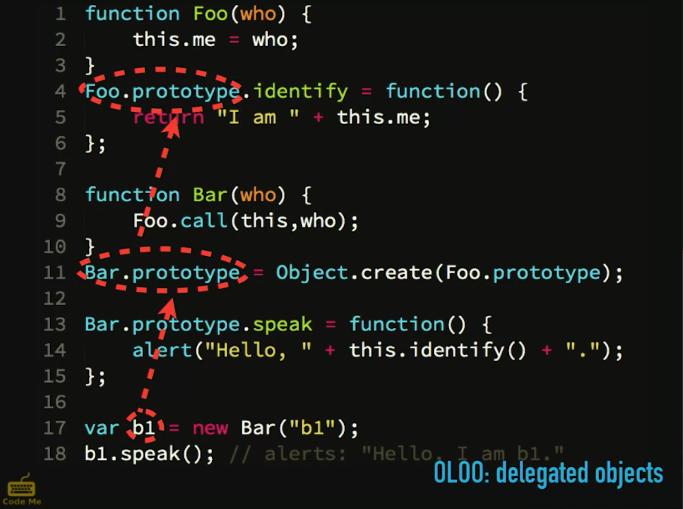 1 function Foo(who) {
2     this.me = who;
3 }
4 Foo.prototype.identify = function() {
5     return "I am " + this.me;
6 };
7
8 function Bar(who) {
9     Foo.call(this,who);
10 }
11 Bar.prototype = Object.create(Foo.prototype);
12
13 Bar.prototype.speak = function() {
14     alert("Hello, " + this.identify() + ".");
15 };
16
17 var b1 = new Bar("b1");
18 b1.speak(); // alerts: "Hello, I am b1."
OLOO: delegated objects
Code Me